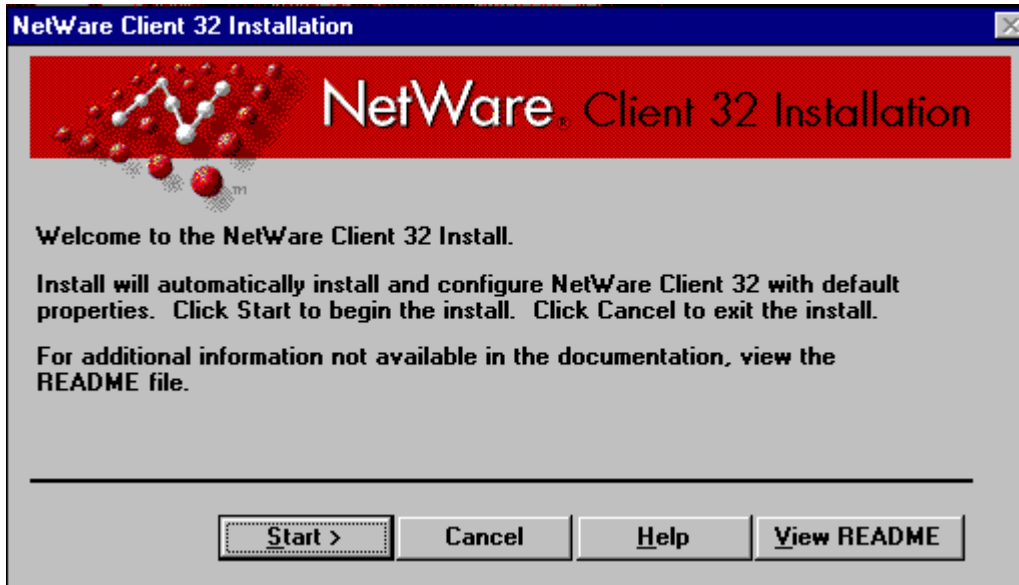 NetWare Client 32 Installation
NetWare® Client 32 Installation
TM
Welcome to the NetWare Client 32 Install.
Install will automatically install and configure NetWare Client 32 with default
properties.  Click Start to begin the install.  Click Cancel to exit the install.
For additional information not available in the documentation, view the
README file.
Start > Cancel Help View README